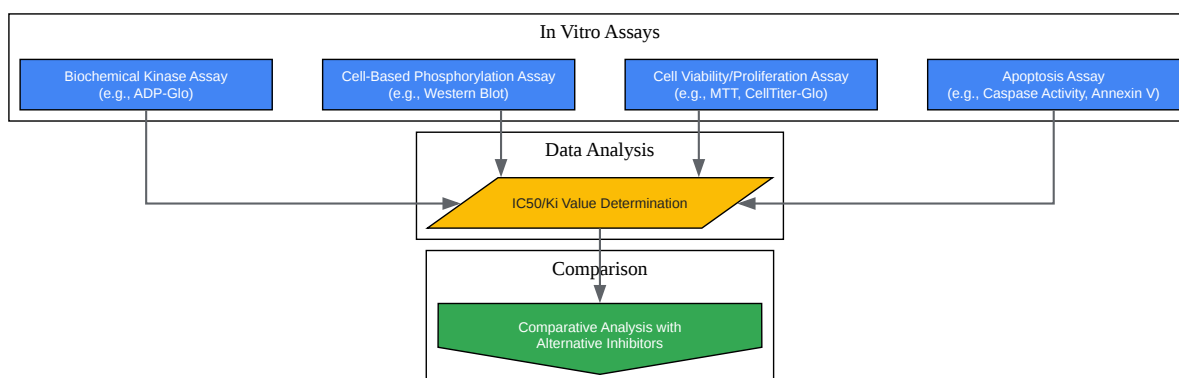 In Vitro Assays
Biochemical Kinase Assay
(e.g., ADP-Glo)
Cell-Based Phosphorylation Assay
(e.g., Western Blot)
Cell Viability/Proliferation Assay
(e.g., MTT, CellTiter-Glo)
Apoptosis Assay
(e.g., Caspase Activity, Annexin V)
Data Analysis
IC50/Ki Value Determination
Comparison
Comparative Analysis with
Alternative Inhibitors